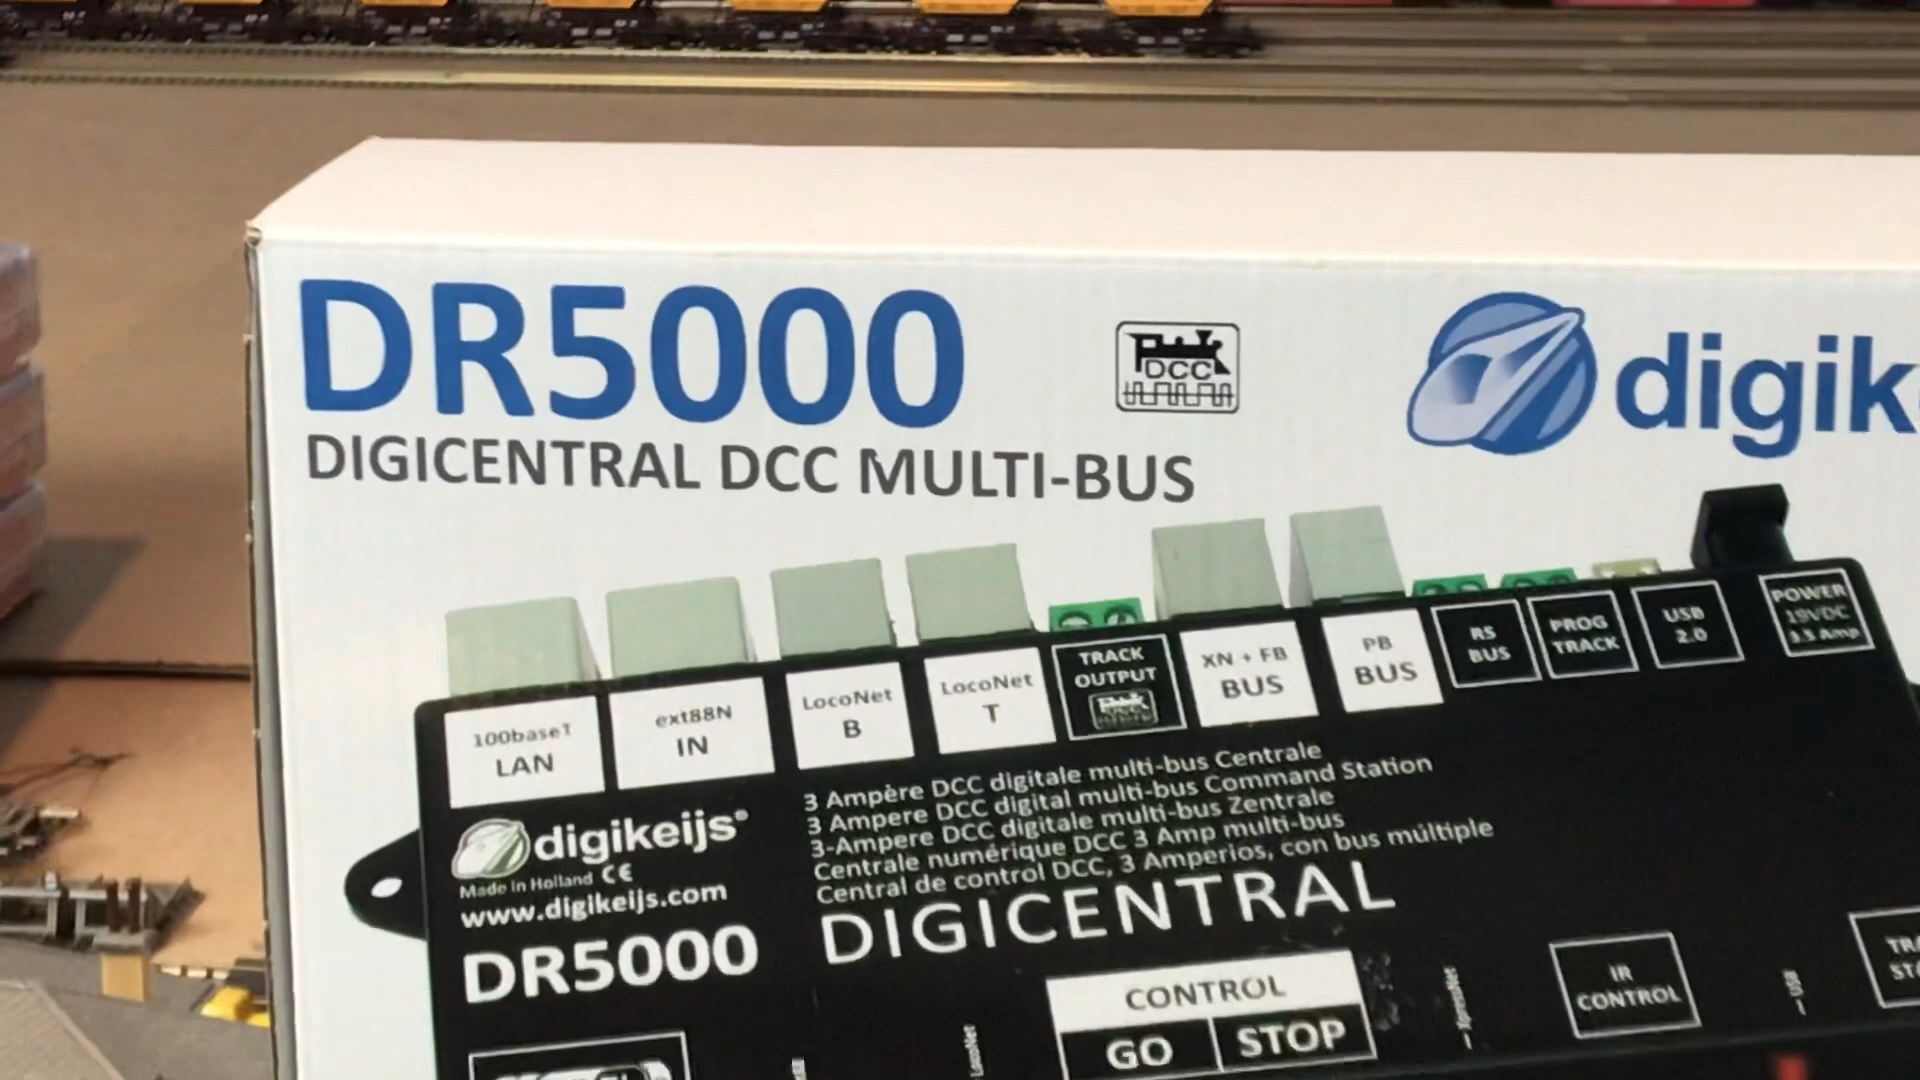 DR5000
DCC
digik
DIGICENTRAL DCC MULTI-BUS
100baseT LAN
ext88N IN
LocoNet B
LocoNet T
TRACK OUTPUT
XN + FB BUS
PB BUS
RS BUS
PROG TRACK
USB 2.0
POWER 19VDC 3.5 Amp
digikeijs®
Made in Holland CE
www.digikeijs.com
DR5000
3 Ampère DCC digitale multi-bus Centrale
3 Ampere DCC digital multi-bus Command Station
3-Ampere DCC digitale multi-bus Zentrale
Centrale numérique DCC 3 Amp multi-bus
Central de control DCC, 3 Amperios, con bus múltiple
DIGICENTRAL
CONTROL
GO STOP
LocoNet
XpressNet
IR CONTROL
USB